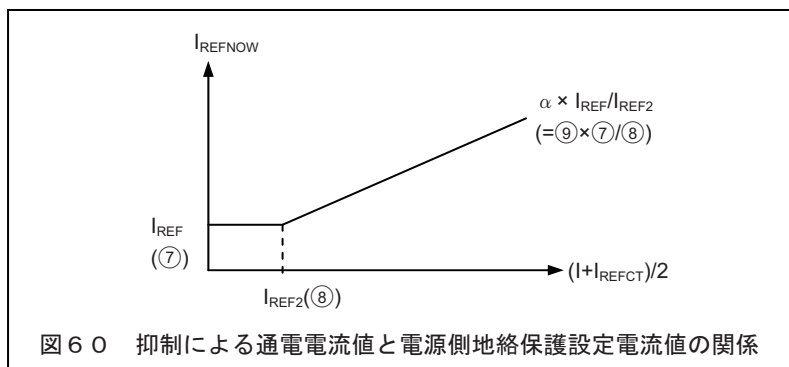 IREFNOW
α × IREF/IREF2
(=⑨×⑦/⑧)
IREF
(⑦)
(I+IREFCT)/2
IREF2(⑧)
図60 抑制による通電電流値と電源側地絡保護設定電流値の関係